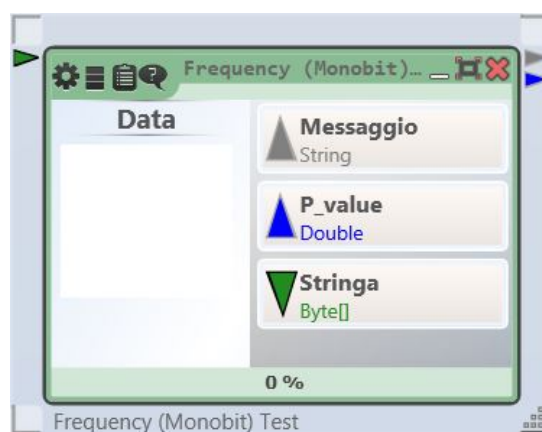 Frequency (Monobit)...
Data
Messaggio
String
P_value
Double
Stringa
Byte[]
0 %
Frequency (Monobit) Test